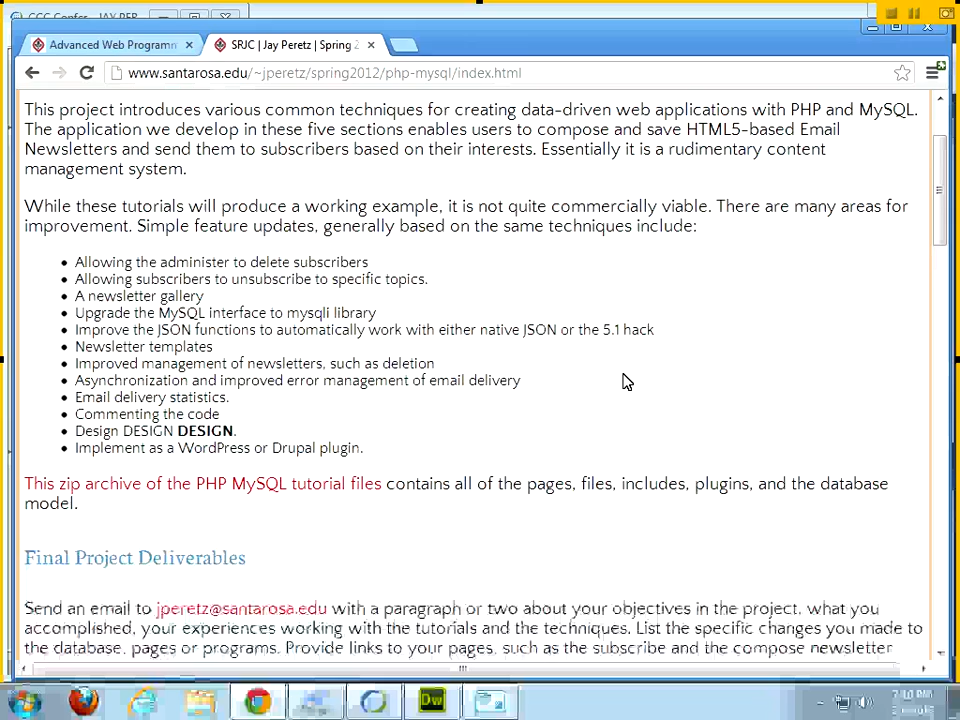 CCC Confer - JAY PER
Advanced Web Programm
SRJC | Jay Peretz | Spring 2
www.santarosa.edu/~jperetz/spring2012/php-mysql/index.html
This project introduces various common techniques for creating data-driven web applications with PHP and MySQL.
The application we develop in these five sections enables users to compose and save HTML5-based Email
Newsletters and send them to subscribers based on their interests. Essentially it is a rudimentary content
management system.
While these tutorials will produce a working example, it is not quite commercially viable. There are many areas for
improvement. Simple feature updates, generally based on the same techniques include:
• Allowing the administer to delete subscribers
• Allowing subscribers to unsubscribe to specific topics.
• A newsletter gallery
• Upgrade the MySQL interface to mysqli library
• Improve the JSON functions to automatically work with either native JSON or the 5.1 hack
• Newsletter templates
• Improved management of newsletters, such as deletion
• Asynchronization and improved error management of email delivery
• Email delivery statistics.
• Commenting the code
• Design DESIGN DESIGN.
• Implement as a WordPress or Drupal plugin.
This zip archive of the PHP MySQL tutorial files contains all of the pages, files, includes, plugins, and the database
model.
Final Project Deliverables
Send an email to jperetz@santarosa.edu with a paragraph or two about your objectives in the project, what you
accomplished, your experiences working with the tutorials and the techniques. List the specific changes you made to
the database, pages or programs. Provide links to your pages, such as the subscribe and the compose newsletter
Dw
7:10 PM